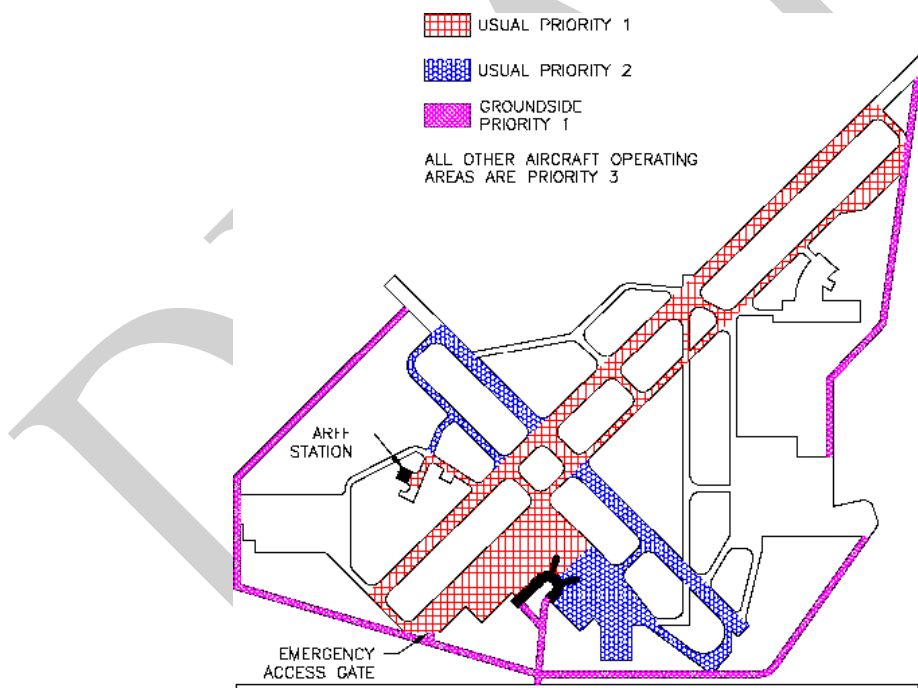 USUAL PRIORITY 1
USUAL PRIORITY 2
GROUNDSIDE
PRIORITY 1
ALL OTHER AIRCRAFT OPERATING
AREAS ARE PRIORITY 3
ARFF
STATION
EMERGENCY
ACCESS GATE